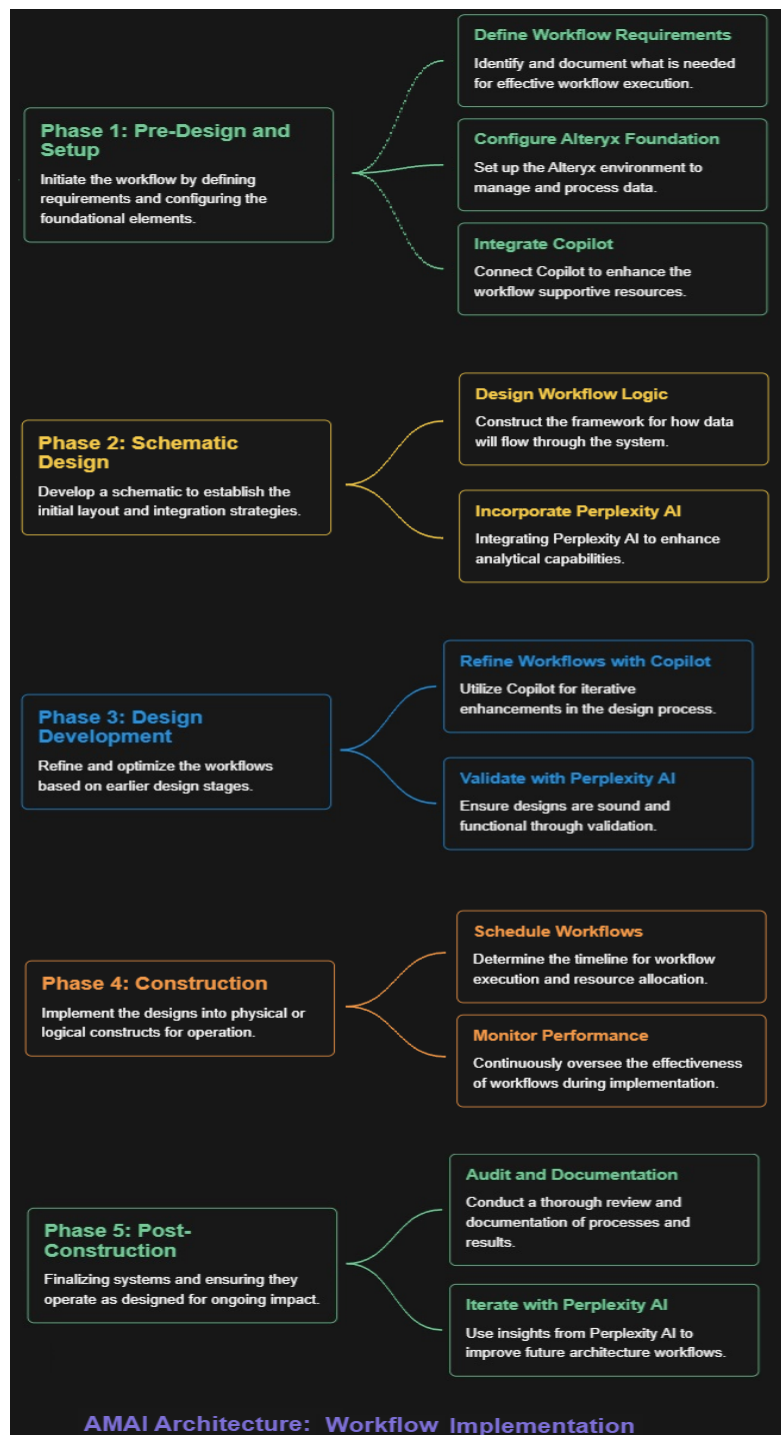 Define Workflow Requirements
Identify and document what is needed
for effective workflow execution.
Phase 1: Pre-Design and
Setup
Initiate the workflow by defining
requirements and configuring the
foundational elements.
Configure Alteryx Foundation
Set up the Alteryx environment to
manage and process data.
Integrate Copilot
Connect Copilot to enhance the
workflow supportive resources.
Phase 2: Schematic
Design
Develop a schematic to establish the
initial layout and integration strategies.
Design Workflow Logic
Construct the framework for how data
will flow through the system.
Incorporate Perplexity AI
Integrating Perplexity AI to enhance
analytical capabilities.
Phase 3: Design
Development
Refine and optimize the workflows
based on earlier design stages.
Refine Workflows with Copilot
Utilize Copilot for iterative
enhancements in the design process.
Validate with Perplexity AI
Ensure designs are sound and
functional through validation.
Phase 4: Construction
Implement the designs into physical or
logical constructs for operation.
Schedule Workflows
Determine the timeline for workflow
execution and resource allocation.
Monitor Performance
Continuously oversee the effectiveness
of workflows during implementation.
Phase 5: Post-
Construction
Finalizing systems and ensuring they
operate as designed for ongoing impact.
Audit and Documentation
Conduct a thorough review and
documentation of processes and
results.
Iterate with Perplexity AI
Use insights from Perplexity AI to
improve future architecture workflows.
AMAI Architecture: Workflow Implementation